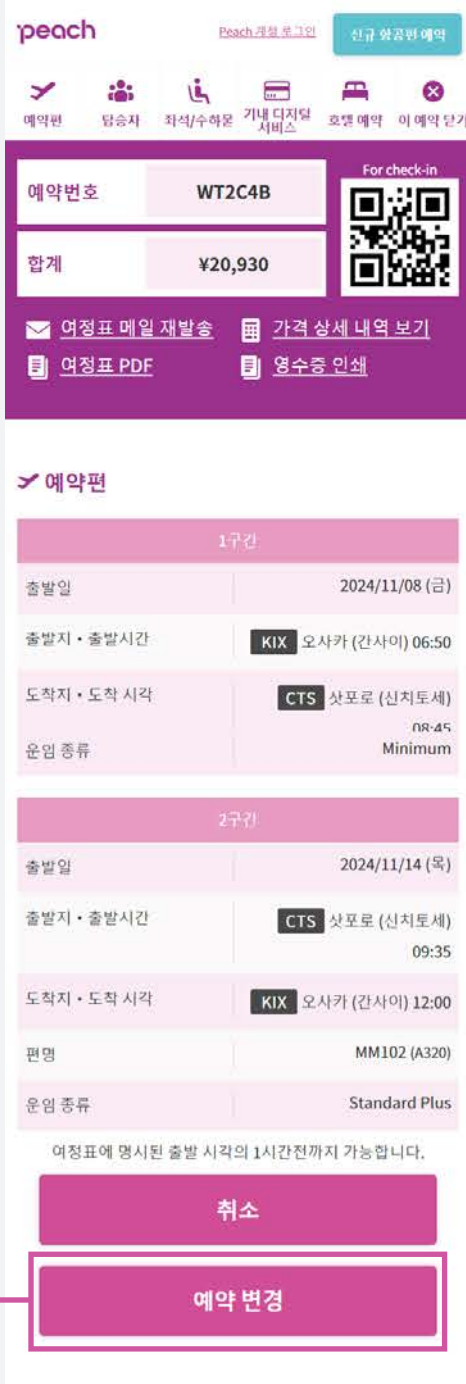 peach
Peach 계정 로그인
신규 항공편 예약
예약편
탑승자
좌석/수하물
기내 디지털
서비스
호텔 예약
이 예약 닫기
For check-in
예약번호
WT2C4B
합계
¥20,930
여정표 메일 재발송
가격 상세 내역 보기
여정표 PDF
영수증 인쇄
예약편
1구간
출발일 2024/11/08 (금)
출발지・출발시간 KIX 오사카 (간사이) 06:50
도착지・도착 시각 CTS 삿포로 (신치토세)
08:45
운임 종류 Minimum
2구간
출발일 2024/11/14 (목)
출발지・출발시간 CTS 삿포로 (신치토세)
09:35
도착지・도착 시각 KIX 오사카 (간사이) 12:00
편명 MM102 (A320)
운임 종류 Standard Plus
여정표에 명시된 출발 시각의 1시간전까지 가능합니다.
취소
예약 변경